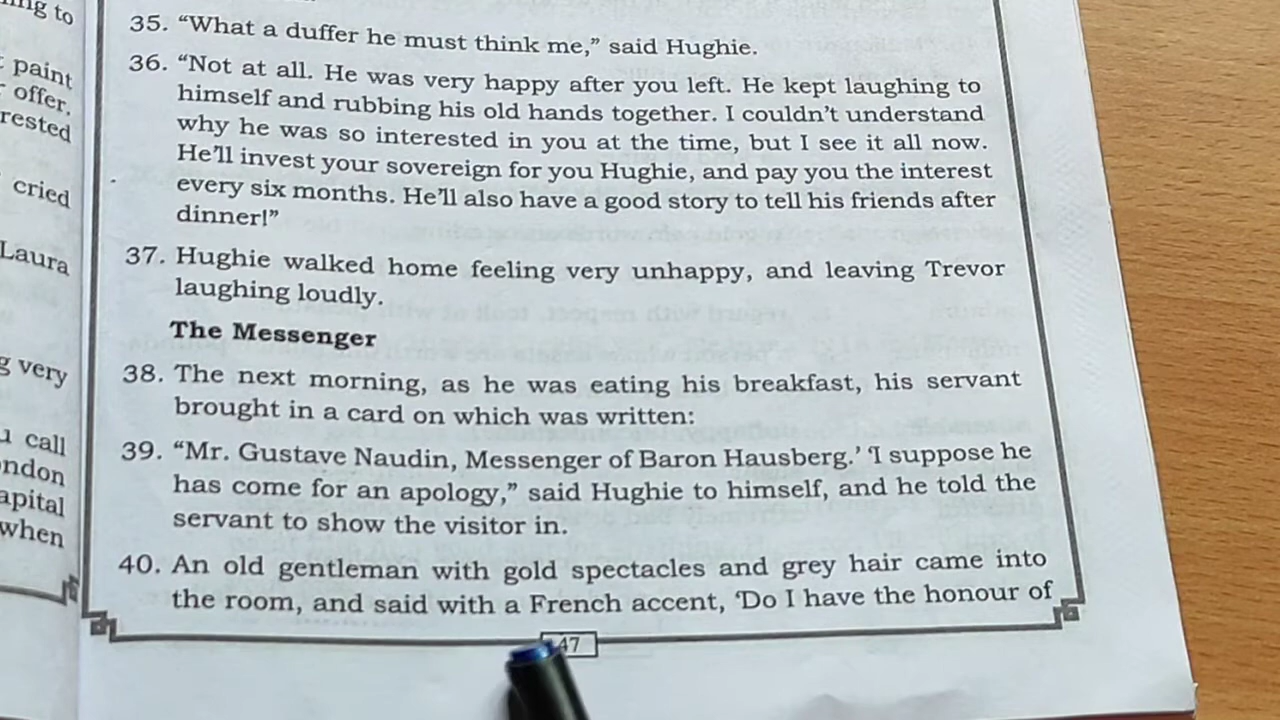 ing to
paint
offer.
rested
cried
Laura
g very
call
ondon
apital
when
35. “What a duffer he must think me,” said Hughie.
36. “Not at all. He was very happy after you left. He kept laughing to
himself and rubbing his old hands together. I couldn’t understand
why he was so interested in you at the time, but I see it all now.
He’ll invest your sovereign for you Hughie, and pay you the interest
every six months. He’ll also have a good story to tell his friends after
dinner!”
37. Hughie walked home feeling very unhappy, and leaving Trevor
laughing loudly.
The Messenger
38. The next morning, as he was eating his breakfast, his servant
brought in a card on which was written:
39. “Mr. Gustave Naudin, Messenger of Baron Hausberg.’ ‘I suppose he
has come for an apology,” said Hughie to himself, and he told the
servant to show the visitor in.
40. An old gentleman with gold spectacles and grey hair came into
the room, and said with a French accent, ‘Do I have the honour of
47